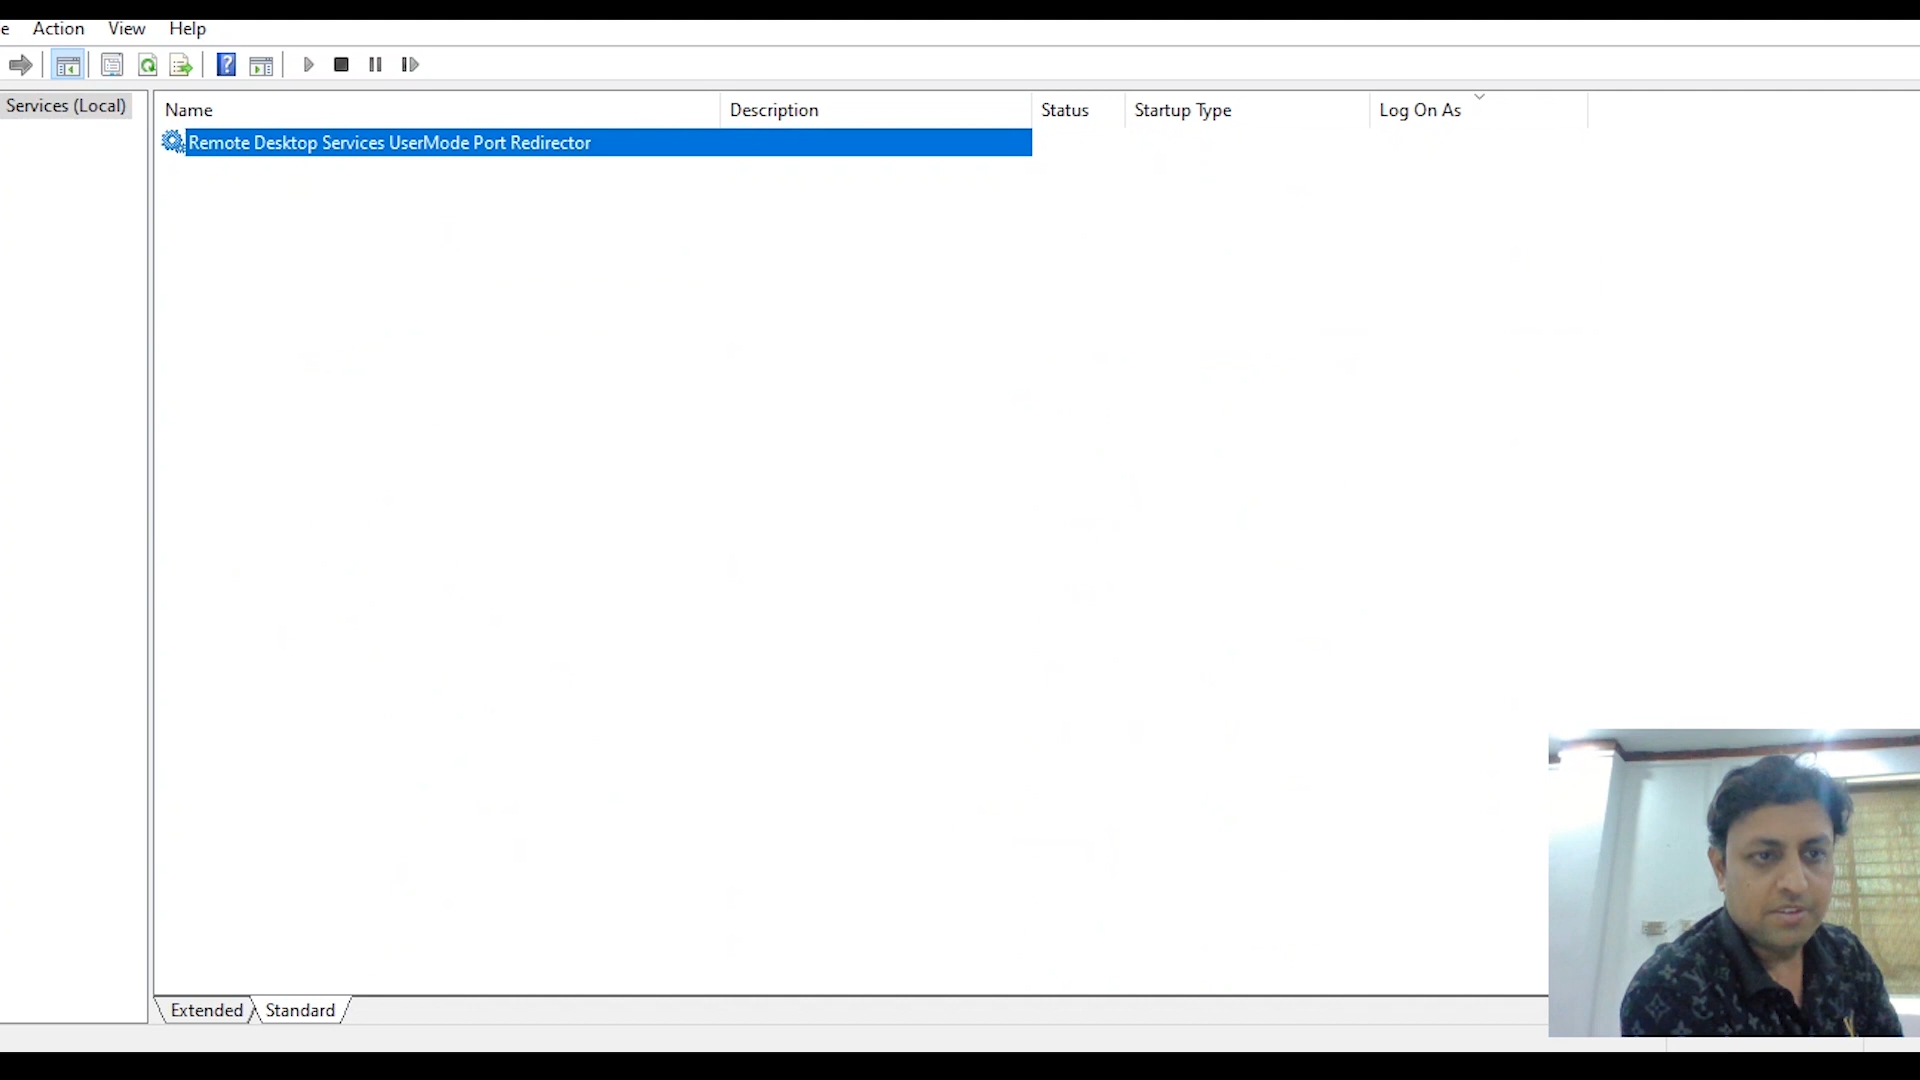 e Action View Help
Services (Local)
Name Description Status Startup Type Log On As
Remote Desktop Services UserMode Port Redirector
Extended Standard